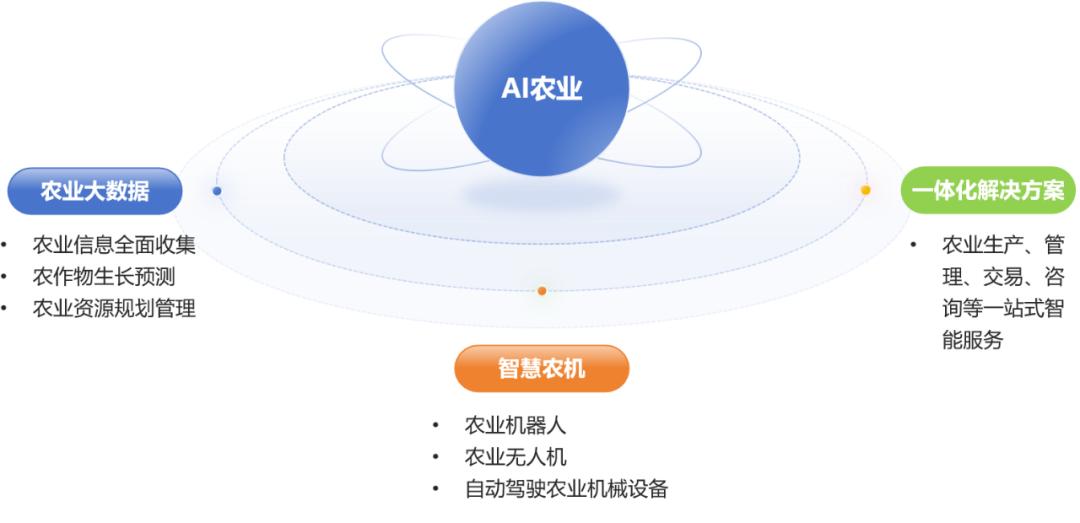 AI农业
农业大数据
• 农业信息全面收集
• 农作物生长预测
• 农业资源规划管理
智慧农机
• 农业机器人
• 农业无人机
• 自动驾驶农业机械设备
一体化解决方案
• 农业生产、管
理、交易、咨
询等一站式智
能服务